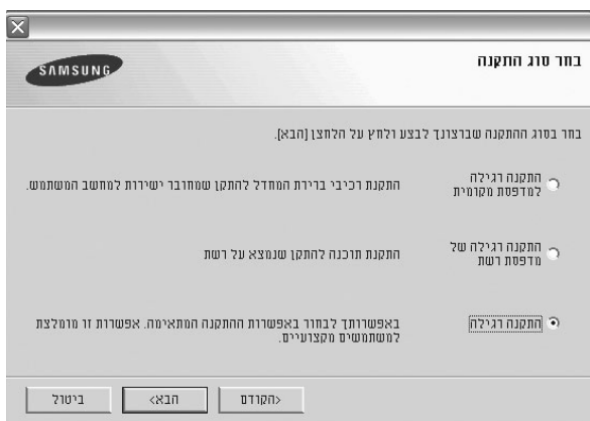 SAMSUNG
בחר סוג התקנה
בחר בסוג ההתקנה שברצונך לבצע ולחץ על הלחצן [הבא].
התקנה רגילה
למדפסת מקומית
התקנת רכיבי ברירת המחדל להתקן שמחובר ישירות למחשב המשתמש.
התקנה רגילה של
מדפסת רשת
התקנת תוכנה להתקן שנמצא על רשת
התקנה רגילה
באפשרותך לבחור באפשרות ההתקנה המתאימה. אפשרות זו מומלצת
למשתמשים מקצועיים.
<הקודם
הבא>
ביטול